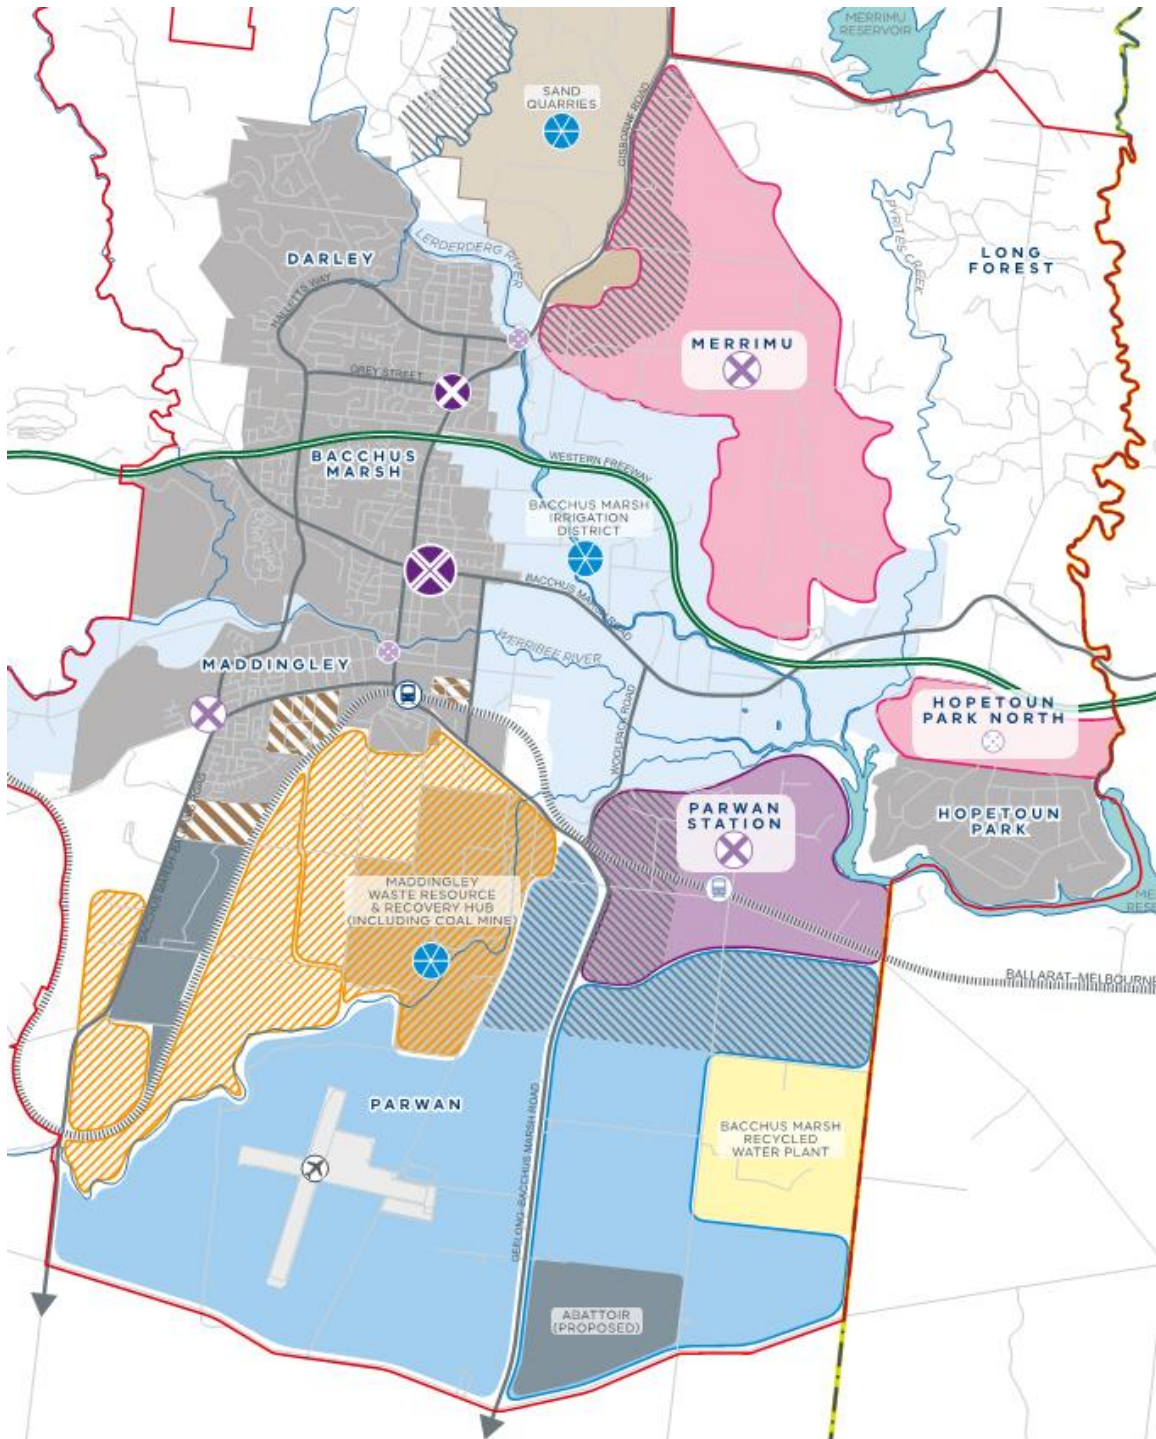 MERRIMU
RESERVOIR
SAND
QUARRIES
GISBORNE ROAD
PYRITES CREEK
LONG
FOREST
LERDERDERG RIVER
DARLEY
HALLETTS WAY
MERRIMU
GREY STREET
BACCHUS
MARSH
WESTERN FREEWAY
BACCHUS MARSH
IRRIGATION
DISTRICT
BACCHUS MARSH ROAD
WERRIBEE RIVER
MADDINGLEY
WOOLPACK ROAD
HOPETOUN
PARK NORTH
PARWAN
STATION
HOPETOUN
PARK
MADDINGLEY
WASTE RESOURCE
& RECOVERY HUB
(INCLUDING COAL MINE)
ME
RESE
BALLARAT–MELBOURNE
GEELONG–BACCHUS MARSH ROAD
PARWAN
BACCHUS MARSH
RECYCLED
WATER PLANT
ABATTOIR
(PROPOSED)